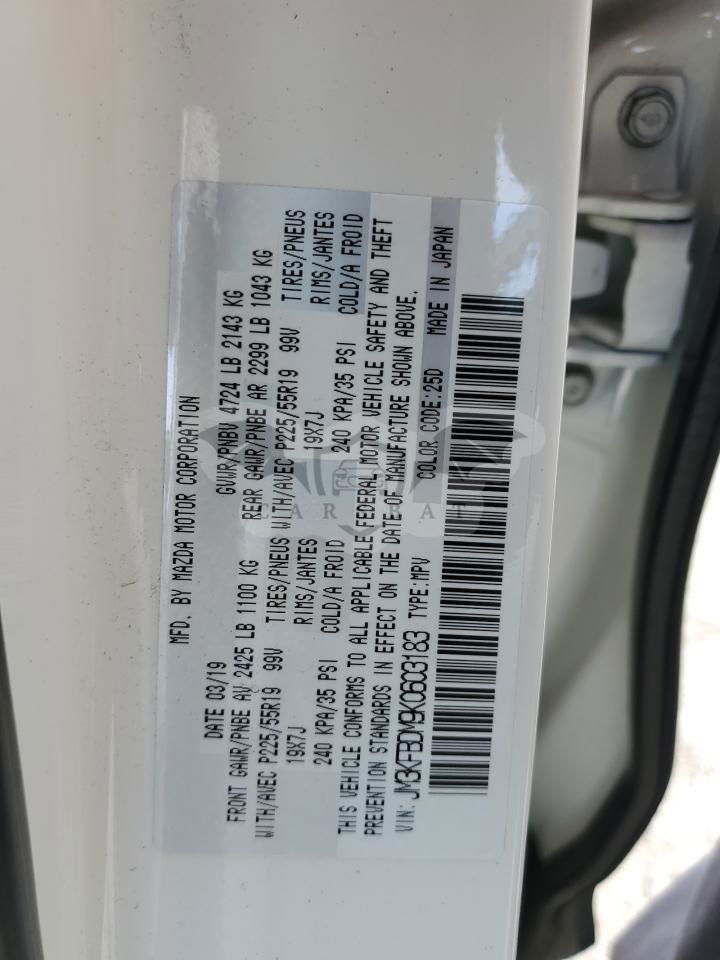 MFD. BY MAZDA MOTOR CORPORATION
DATE 03/19 GVWR/PNBV 4724 LB 2143 KG
FRONT GAWR/PNBE AV 2425 LB 1100 KG REAR GAWR/PNBE AR 2299 LB 1043 KG
WITH/AVEC P225/55R19 99V TIRES/PNEUS WITH/AVEC P225/55R19 99V TIRES/PNEUS
19X7J RIMS/JANTES 19X7J RIMS/JANTES
240 KPA/35 PSI COLD/A FROID 240 KPA/35 PSI COLD/A FROID
THIS VEHICLE CONFORMS TO ALL APPLICABLE FEDERAL MOTOR VEHICLE SAFETY AND THEFT
PREVENTION STANDARDS IN EFFECT ON THE DATE OF MANUFACTURE SHOWN ABOVE.
VIN: JM3KFBDM9K0603183 TYPE:MPV COLOR CODE:25D MADE IN JAPAN
CAR BAT